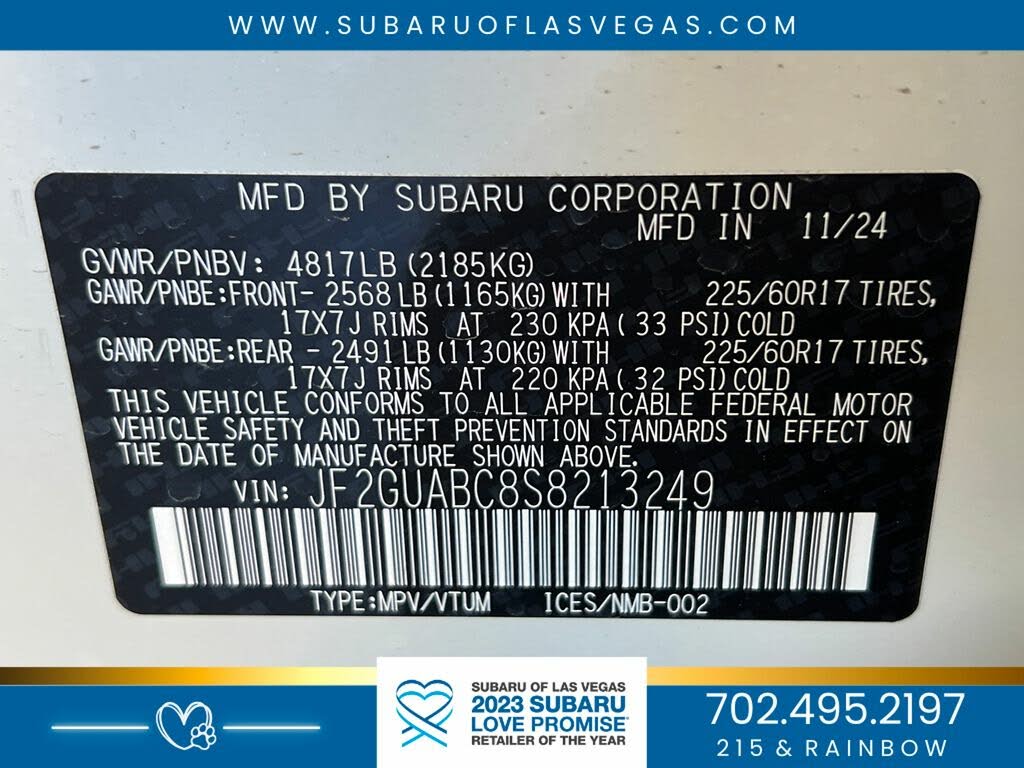 WWW.SUBARUOFLASVEGAS.COM
MFD BY SUBARU CORPORATION
MFD IN 11/24
GVWR/PNBV: 4817LB (2185KG)
GAWR/PNBE:FRONT- 2568 LB (1165KG) WITH 225/60R17 TIRES,
17X7J RIMS AT 230 KPA ( 33 PSI) COLD
GAWR/PNBE:REAR - 2491 LB (1130KG) WITH 225/60R17 TIRES,
17X7J RIMS AT 220 KPA ( 32 PSI) COLD
THIS VEHICLE CONFORMS TO ALL APPLICABLE FEDERAL MOTOR
VEHICLE SAFETY AND THEFT PREVENTION STANDARDS IN EFFECT ON
THE DATE OF MANUFACTURE SHOWN ABOVE.
VIN: JF2GUABC8S8213249
TYPE:MPV/VTUM ICES/NMB-002
SUBARU OF LAS VEGAS
2023 SUBARU
LOVE PROMISE®
RETAILER OF THE YEAR
702.495.2197
215 & RAINBOW